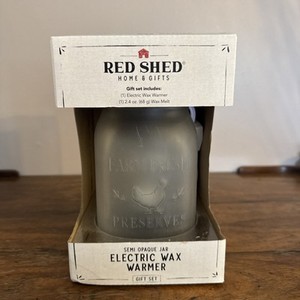 RED SHED®
HOME & GIFTS
Gift set includes:
(1) Electric Wax Warmer
(1) 2.4 oz. (68 g) Wax Melt
PRESERVES
SEMI OPAQUE JAR
ELECTRIC WAX
WARMER
GIFT SET